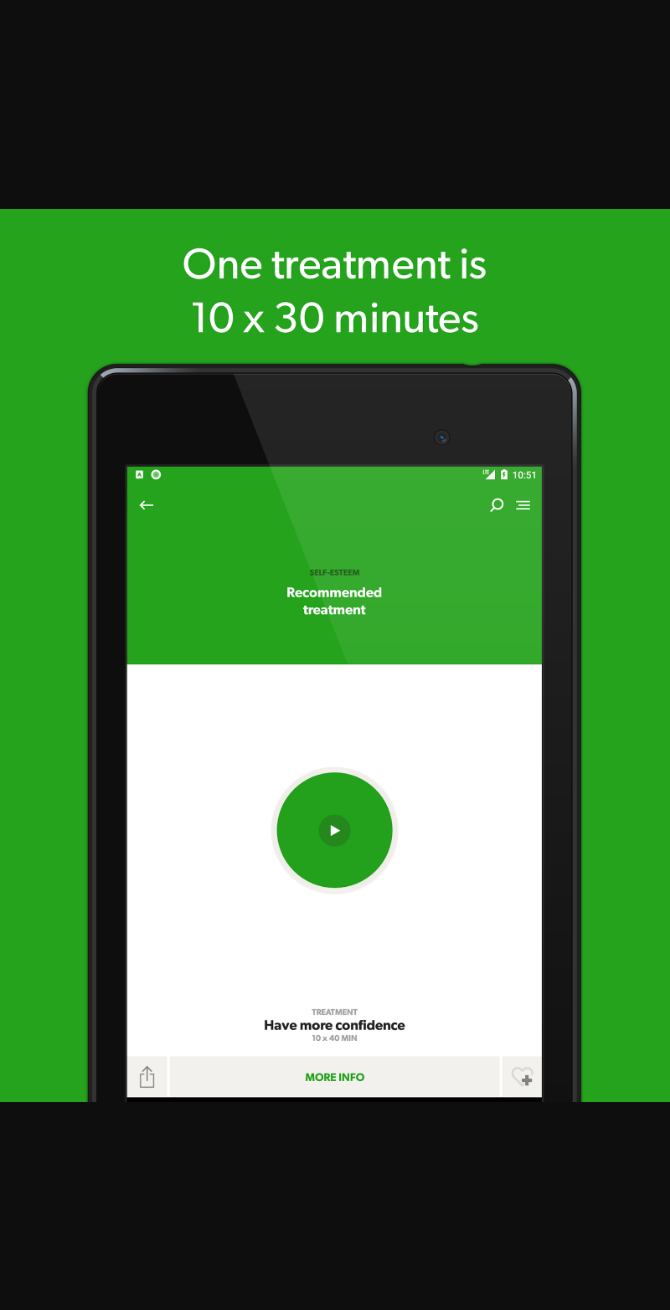 One treatment is
10 x 30 minutes
LTE 10:51
SELF-ESTEEM
Recommended
treatment
TREATMENT
Have more confidence
10 x 40 MIN
MORE INFO